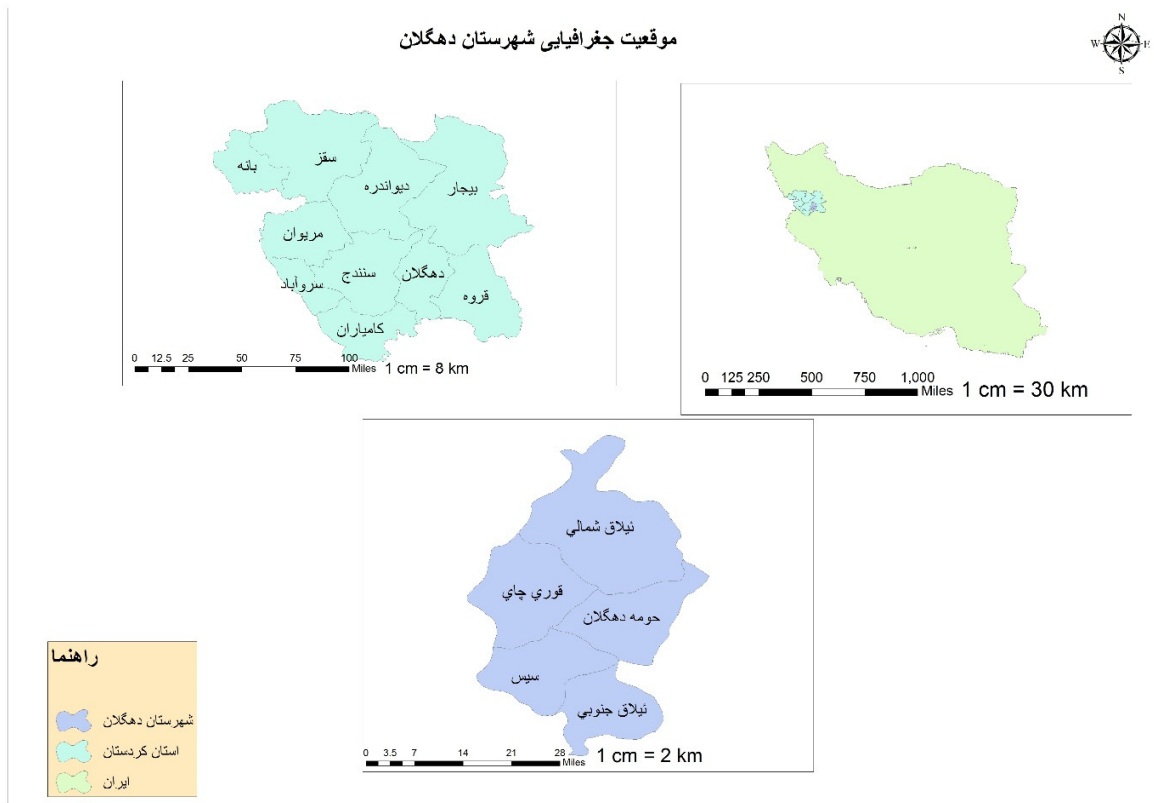 موقعیت جغرافیایی شهرستان دهگلان
N
W E
S
سقز
بانه
دیواندره
بیجار
مریوان
سنندج
دهگلان
سروآباد
قروه
کامیاران
0 12.5 25 50 75 100
Miles 1 cm = 8 km
0 125 250 500 750 1,000
Miles 1 cm = 30 km
ئيلاق شمالي
قوري چاي
حومه دهگلان
سيس
ئيلاق جنوبي
0 3.5 7 14 21 28
Miles 1 cm = 2 km
راهنما
شهرستان دهگلان
استان کردستان
ایران